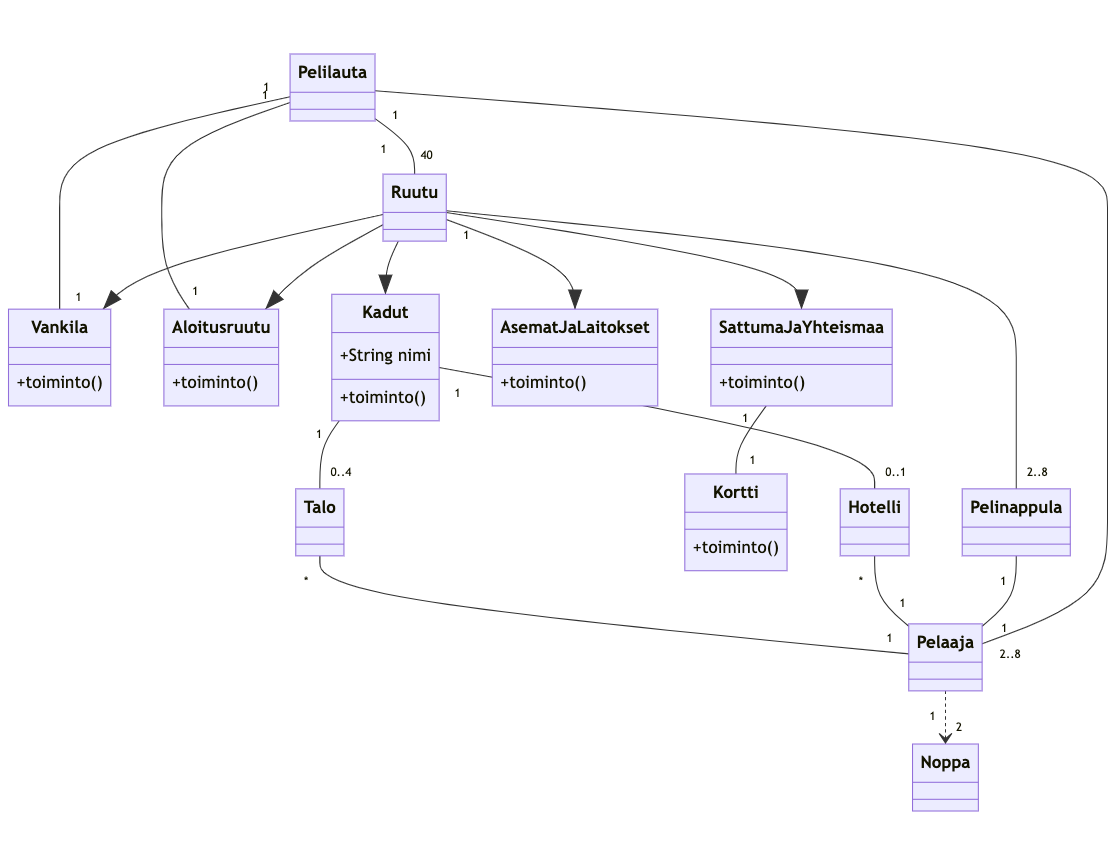 Pelilauta
1
1
1
1
1
40
Ruutu
1
1
1
Vankila
+toiminto()
Aloitusruutu
+toiminto()
Kadut
+String nimi
+toiminto()
AsematJaLaitokset
+toiminto()
SattumaJaYhteismaa
+toiminto()
1
1
1
0..4
1
0..1
2..8
Talo
Kortti
+toiminto()
Hotelli
Pelinappula
*
*
1
1
1
1
2..8
Pelaaja
1
2
Noppa